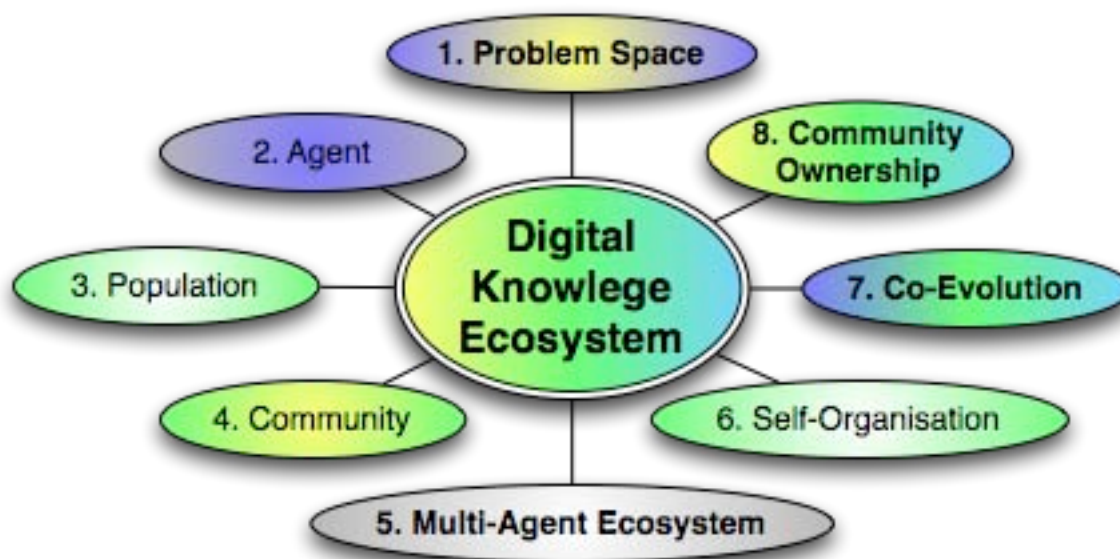 1. Problem Space
2. Agent
3. Population
4. Community
5. Multi-Agent Ecosystem
6. Self-Organisation
7. Co-Evolution
8. Community
Ownership
Digital
Knowlege
Ecosystem